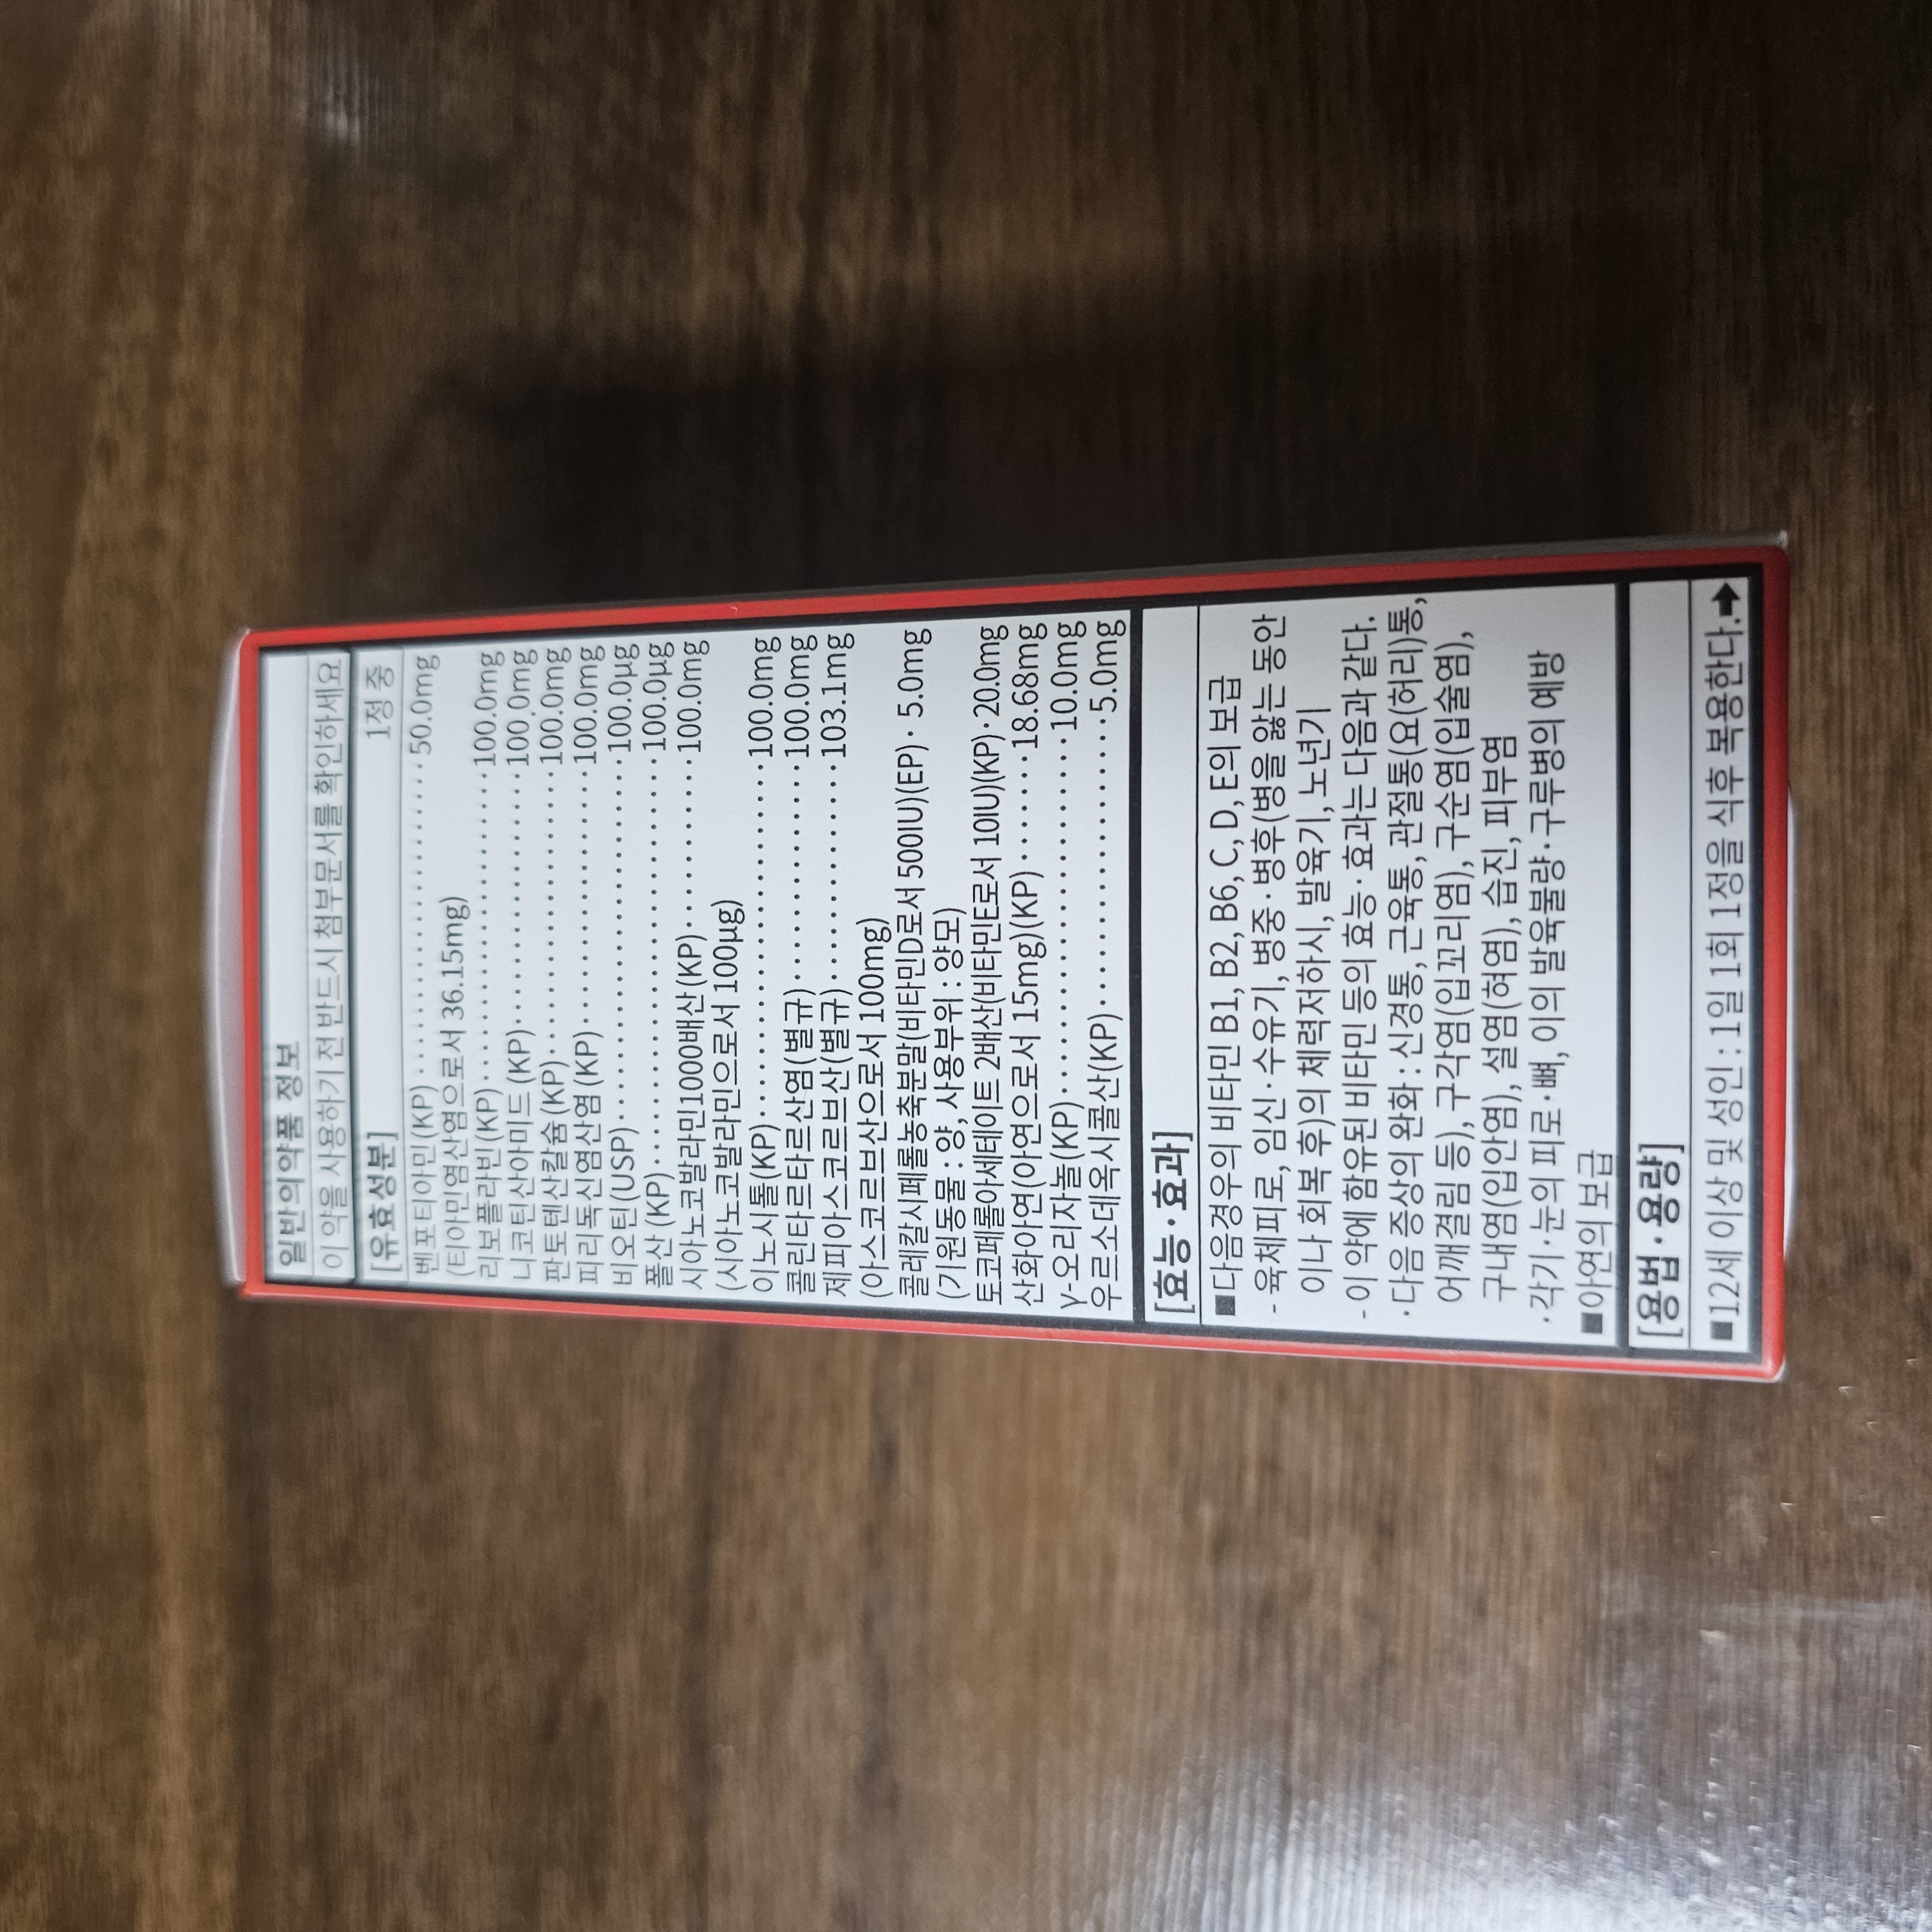 일반의약품 정보
이 약을 사용하기 전 반드시 첨부문서를 확인하세요
[유효성분] 1정 중
벤포티아민(KP)····················50.0mg
(티아민염산염으로서 36.15mg)
리보플라빈(KP)····················100.0mg
니코틴산아미드 (KP)················100.0mg
판토텐산칼슘(KP)··················100.0mg
피리독신염산염 (KP)················100.0mg
비오틴(USP)······················100.0μg
폴산 (KP)························100.0μg
시아노코발라민1000배산 (KP)········100.0mg
(시아노코발라민으로서 100μg)
이노시톨(KP)·····················100.0mg
콜린타르타르산염(별규)·············100.0mg
제피아스코르브산(별규)·············103.1mg
(아스코르브산으로서 100mg)
콜레칼시페롤농축분말(비타민D로서 500IU)(EP)· 5.0mg
(기원동물 : 양, 사용부위 : 양모)
토코페롤아세테이트 2배산(비타민E로서 10IU)(KP)·20.0mg
산화아연(아연으로서 15mg)(KP)······18.68mg
γ-오리자놀(KP)····················10.0mg
우르소데옥시콜산(KP)···············5.0mg
[효능·효과]
■다음경우의 비타민 B1, B2, B6, C, D, E의 보급
- 육체피로, 임신·수유기, 병중·병후(병을 앓는 동안
이나 회복 후)의 체력저하시, 발육기, 노년기
- 이 약에 함유된 비타민 등의 효능·효과는 다음과 같다.
·다음 증상의 완화 : 신경통, 근육통, 관절통(요(허리)통,
어깨결림 등), 구각염(입꼬리염), 구순염(입술염),
구내염(입안염), 설염(혀염), 습진, 피부염
·각기·눈의 피로·뼈, 이의 발육불량·구루병의 예방
■아연의 보급
[용법·용량]
■12세 이상 및 성인 : 1일 1회 1정을 식후 복용한다.